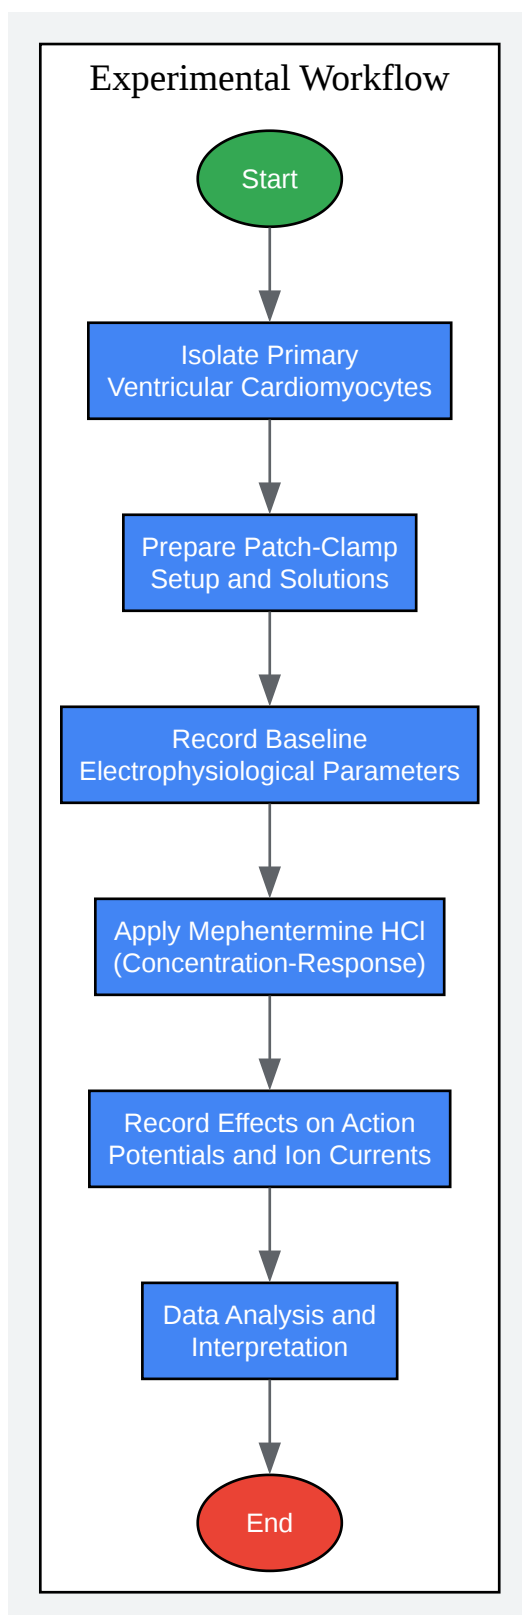 Experimental Workflow
Start
Isolate Primary
Ventricular Cardiomyocytes
Prepare Patch-Clamp
Setup and Solutions
Record Baseline
Electrophysiological Parameters
Apply Mephentermine HCl
(Concentration-Response)
Record Effects on Action
Potentials and Ion Currents
Data Analysis and
Interpretation
End